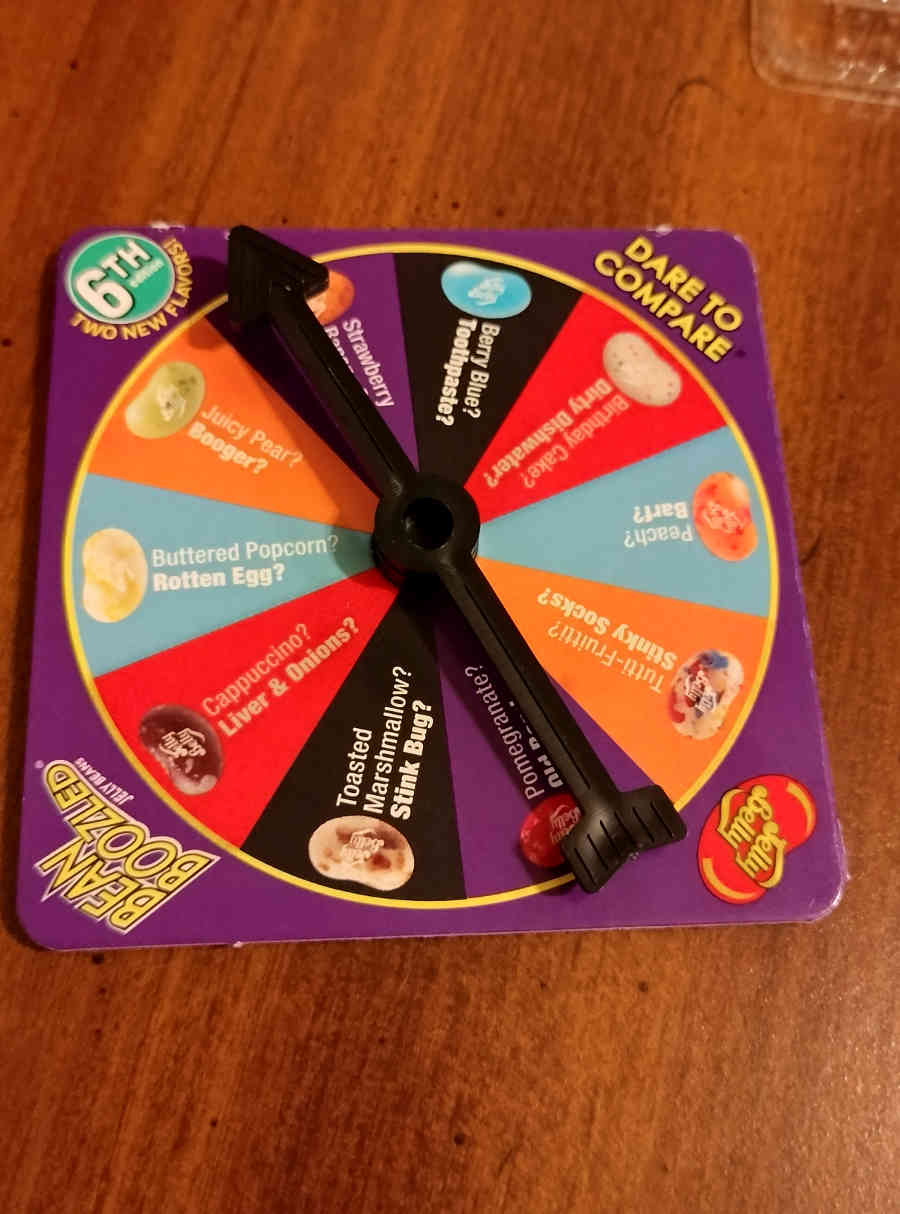 6TH
edition
TWO NEW FLAVORS!
DARE TO
COMPARE
Strawberry
Berry Blue?
Toothpaste?
Birthday Cake?
Dirty Dishwater?
Peach?
Barf?
Tutti-Fruitti?
Stinky Socks?
Pomegranate?
Old
Toasted
Marshmallow?
Stink Bug?
Cappuccino?
Liver & Onions?
Buttered Popcorn?
Rotten Egg?
Juicy Pear?
Booger?
BEAN
BOOZLED
JELLY BEANS
Jelly
Belly